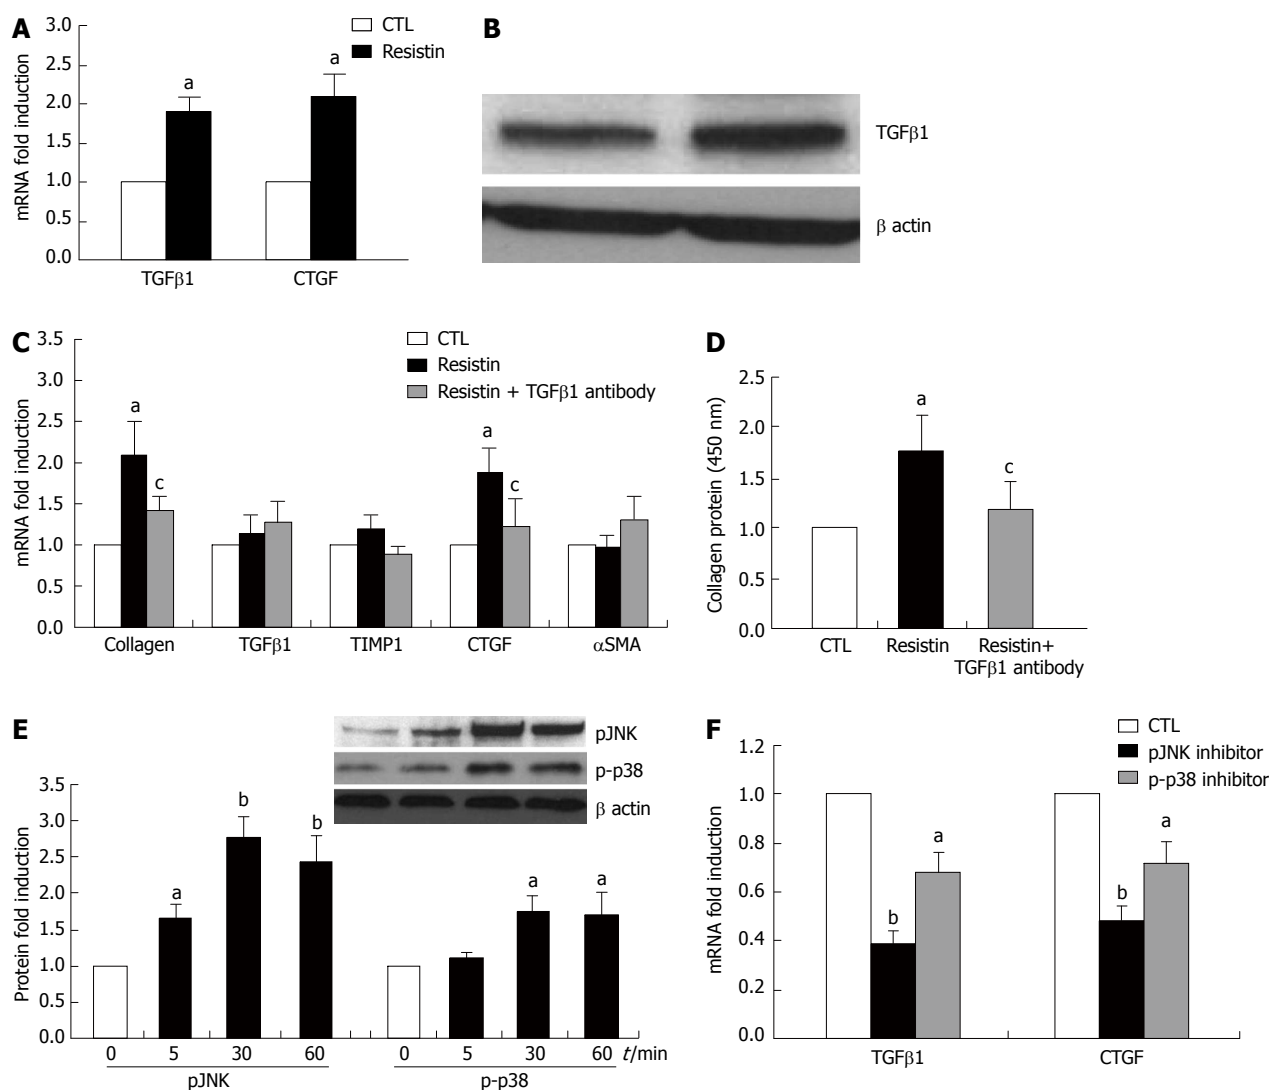 A
mRNA fold induction
3.0
2.5
2.0
1.5
1.0
0.5
0.0
CTL
Resistin
a
a
TGFβ1
CTGF
B
TGFβ1
β actin
C
mRNA fold induction
3.5
3.0
2.5
2.0
1.5
1.0
0.5
0.0
CTL
Resistin
Resistin + TGFβ1 antibody
a
c
a
c
Collagen
TGFβ1
TIMP1
CTGF
αSMA
D
Collagen protein (450 nm)
2.5
2.0
1.5
1.0
0.5
0.0
a
c
CTL
Resistin
Resistin+
TGFβ1 antibody
E
pJNK
p-p38
β actin
Protein fold induction
3.5
3.0
2.5
2.0
1.5
1.0
0.5
0.0
a
b
b
a
a
0 5 30 60 0 5 30 60 t/min
pJNK
p-p38
F
mRNA fold induction
CTL
pJNK inhibitor
p-p38 inhibitor
1.2
1.0
0.8
0.6
0.4
0.2
0.0
b
a
b
a
TGFβ1
CTGF